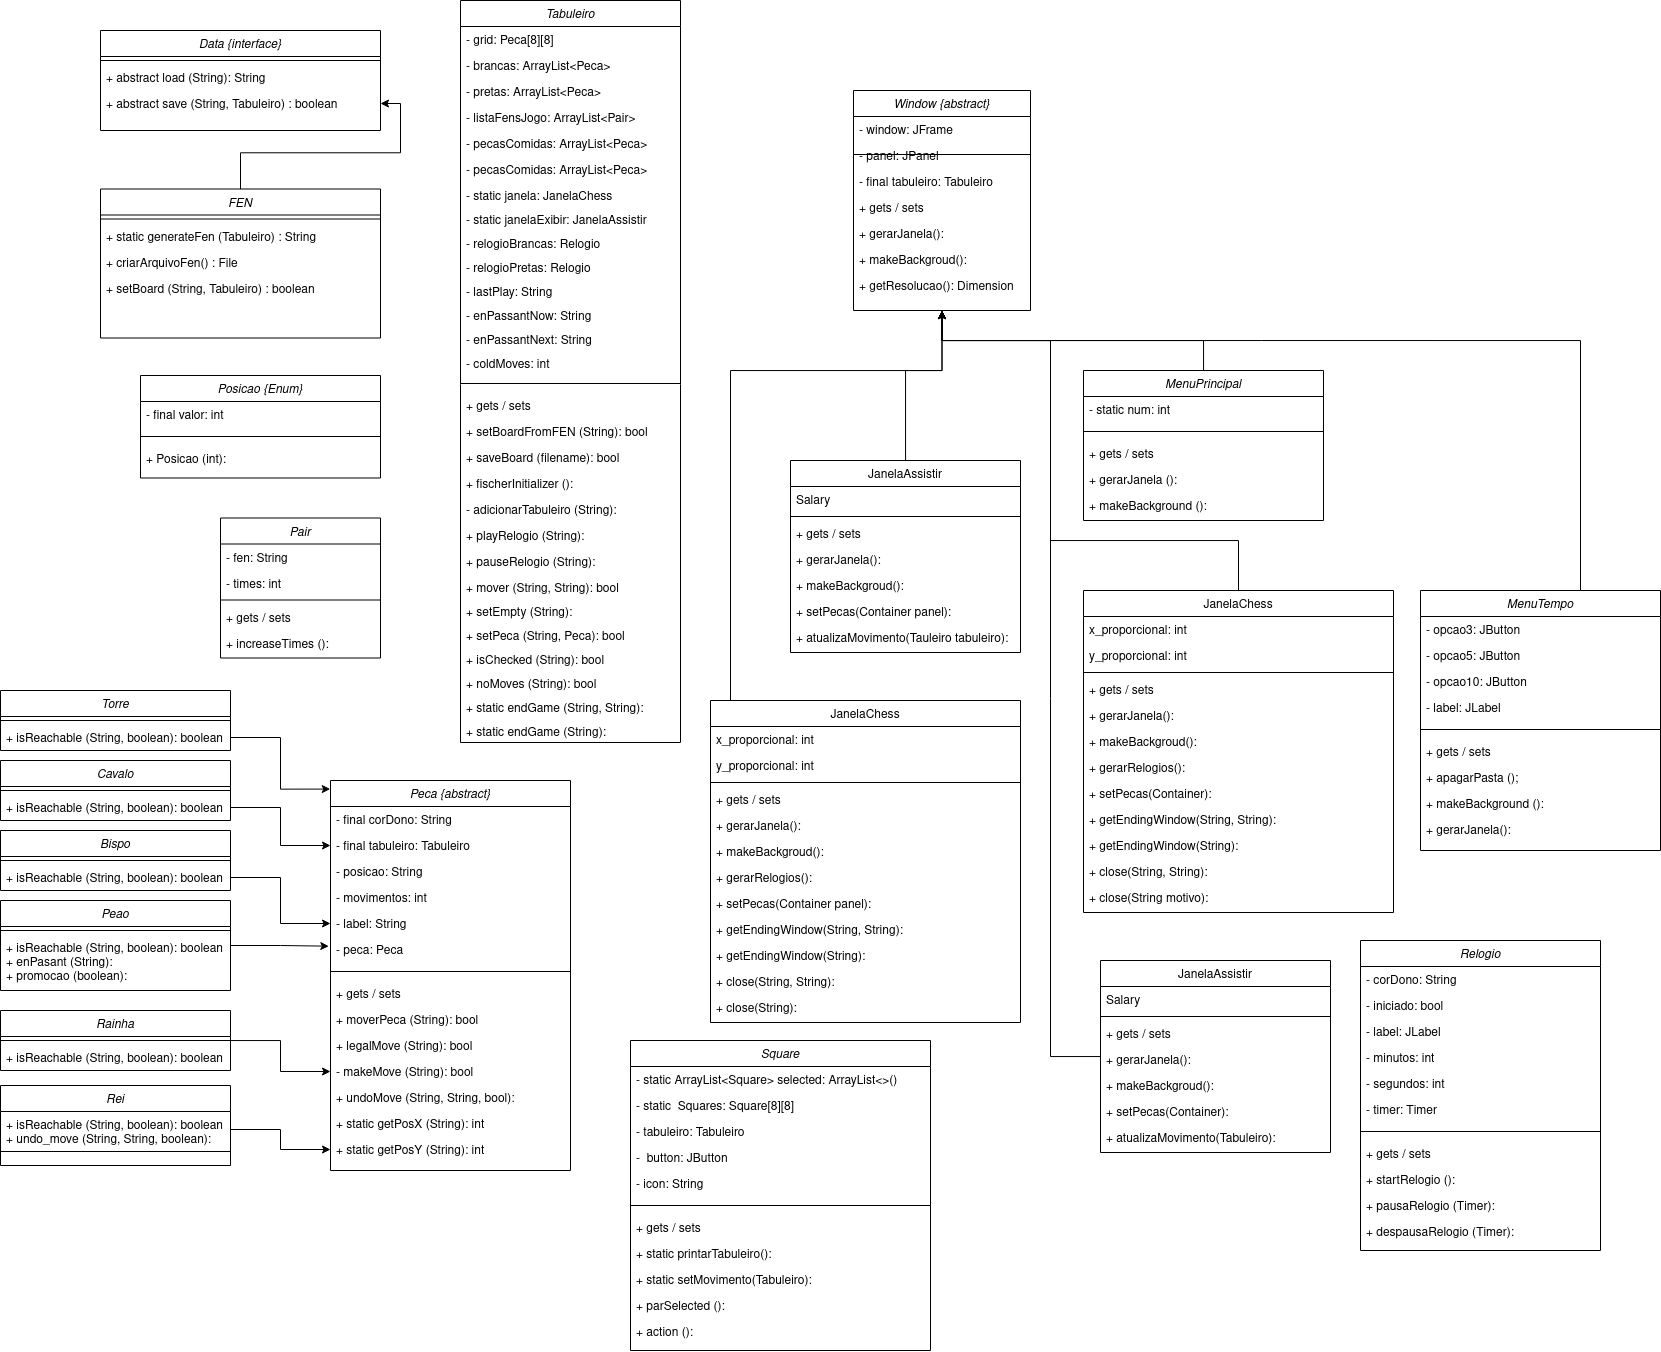 Data {interface}
+ abstract load (String): String
+ abstract save (String, Tabuleiro) : boolean
FEN
+ static generateFen (Tabuleiro) : String
+ criarArquivoFen() : File
+ setBoard (String, Tabuleiro) : boolean
Posicao {Enum}
- final valor: int
+ Posicao (int):
Pair
- fen: String
- times: int
+ gets / sets
+ increaseTimes ():
Tabuleiro
- grid: Peca[8][8]
- brancas: ArrayList<Peca>
- pretas: ArrayList<Peca>
- listaFensJogo: ArrayList<Pair>
- pecasComidas: ArrayList<Peca>
- pecasComidas: ArrayList<Peca>
- static janela: JanelaChess
- static janelaExibir: JanelaAssistir
- relogioBrancas: Relogio
- relogioPretas: Relogio
- lastPlay: String
- enPassantNow: String
- enPassantNext: String
- coldMoves: int
+ gets / sets
+ setBoardFromFEN (String): bool
+ saveBoard (filename): bool
+ fischerInitializer ():
- adicionarTabuleiro (String):
+ playRelogio (String):
+ pauseRelogio (String):
+ mover (String, String): bool
+ setEmpty (String):
+ setPeca (String, Peca): bool
+ isChecked (String): bool
+ noMoves (String): bool
+ static endGame (String, String):
+ static endGame (String):
Window {abstract}
- window: JFrame
- panel: JPanel
- final tabuleiro: Tabuleiro
+ gets / sets
+ gerarJanela():
+ makeBackgroud():
+ getResolucao(): Dimension
MenuPrincipal
- static num: int
+ gets / sets
+ gerarJanela ():
+ makeBackground ():
JanelaAssistir
Salary
+ gets / sets
+ gerarJanela():
+ makeBackgroud():
+ setPecas(Container panel):
+ atualizaMovimento(Tauleiro tabuleiro):
JanelaChess
x_proporcional: int
y_proporcional: int
+ gets / sets
+ gerarJanela():
+ makeBackgroud():
+ gerarRelogios():
+ setPecas(Container):
+ getEndingWindow(String, String):
+ getEndingWindow(String):
+ close(String, String):
+ close(String motivo):
MenuTempo
- opcao3: JButton
- opcao5: JButton
- opcao10: JButton
- label: JLabel
+ gets / sets
+ apagarPasta ();
+ makeBackground ():
+ gerarJanela():
Torre
+ isReachable (String, boolean): boolean
Cavalo
+ isReachable (String, boolean): boolean
Bispo
+ isReachable (String, boolean): boolean
Peao
+ isReachable (String, boolean): boolean
+ enPasant (String):
+ promocao (boolean):
Rainha
+ isReachable (String, boolean): boolean
Rei
+ isReachable (String, boolean): boolean
+ undo_move (String, String, boolean):
Peca {abstract}
- final corDono: String
- final tabuleiro: Tabuleiro
- posicao: String
- movimentos: int
- label: String
- peca: Peca
+ gets / sets
+ moverPeca (String): bool
+ legalMove (String): bool
- makeMove (String): bool
+ undoMove (String, String, bool):
+ static getPosX (String): int
+ static getPosY (String): int
JanelaChess
x_proporcional: int
y_proporcional: int
+ gets / sets
+ gerarJanela():
+ makeBackgroud():
+ gerarRelogios():
+ setPecas(Container panel):
+ getEndingWindow(String, String):
+ getEndingWindow(String):
+ close(String, String):
+ close(String):
Square
- static ArrayList<Square> selected: ArrayList<>()
- static Squares: Square[8][8]
- tabuleiro: Tabuleiro
- button: JButton
- icon: String
+ gets / sets
+ static printarTabuleiro():
+ static setMovimento(Tabuleiro):
+ parSelected ():
+ action ():
JanelaAssistir
Salary
+ gets / sets
+ gerarJanela():
+ makeBackgroud():
+ setPecas(Container):
+ atualizaMovimento(Tabuleiro):
Relogio
- corDono: String
- iniciado: bool
- label: JLabel
- minutos: int
- segundos: int
- timer: Timer
+ gets / sets
+ startRelogio ():
+ pausaRelogio (Timer):
+ despausaRelogio (Timer):